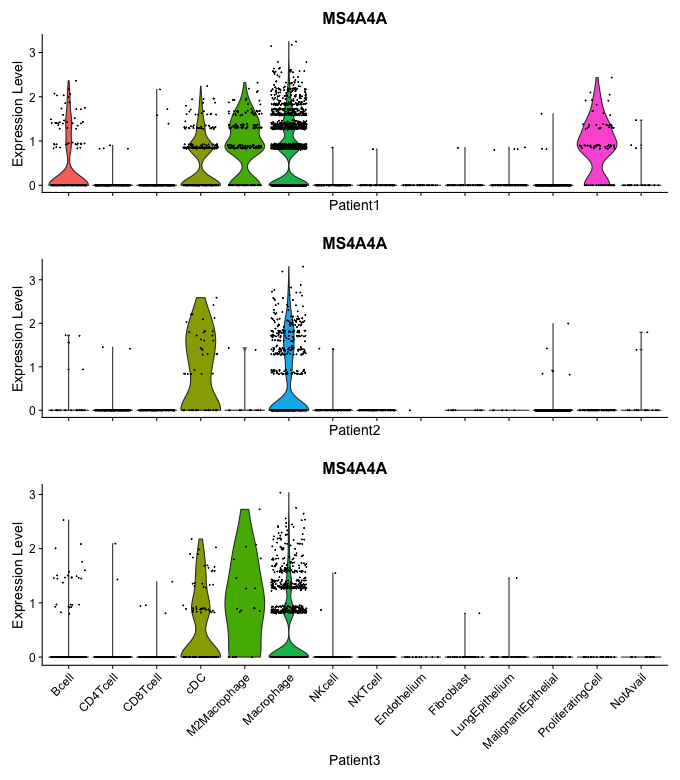 MS4A4A
Expression Level
3
2
1
0
Patient1
MS4A4A
Expression Level
3
2
1
0
Patient2
MS4A4A
Expression Level
3
2
1
0
Bcell
CD4Tcell
CD8Tcell
cDC
M2Macrophage
Macrophage
NKcell
NKTcell
Endothelium
Fibroblast
LungEpithelium
MalignantEpithelial
ProliferatingCell
NotAvail
Patient3